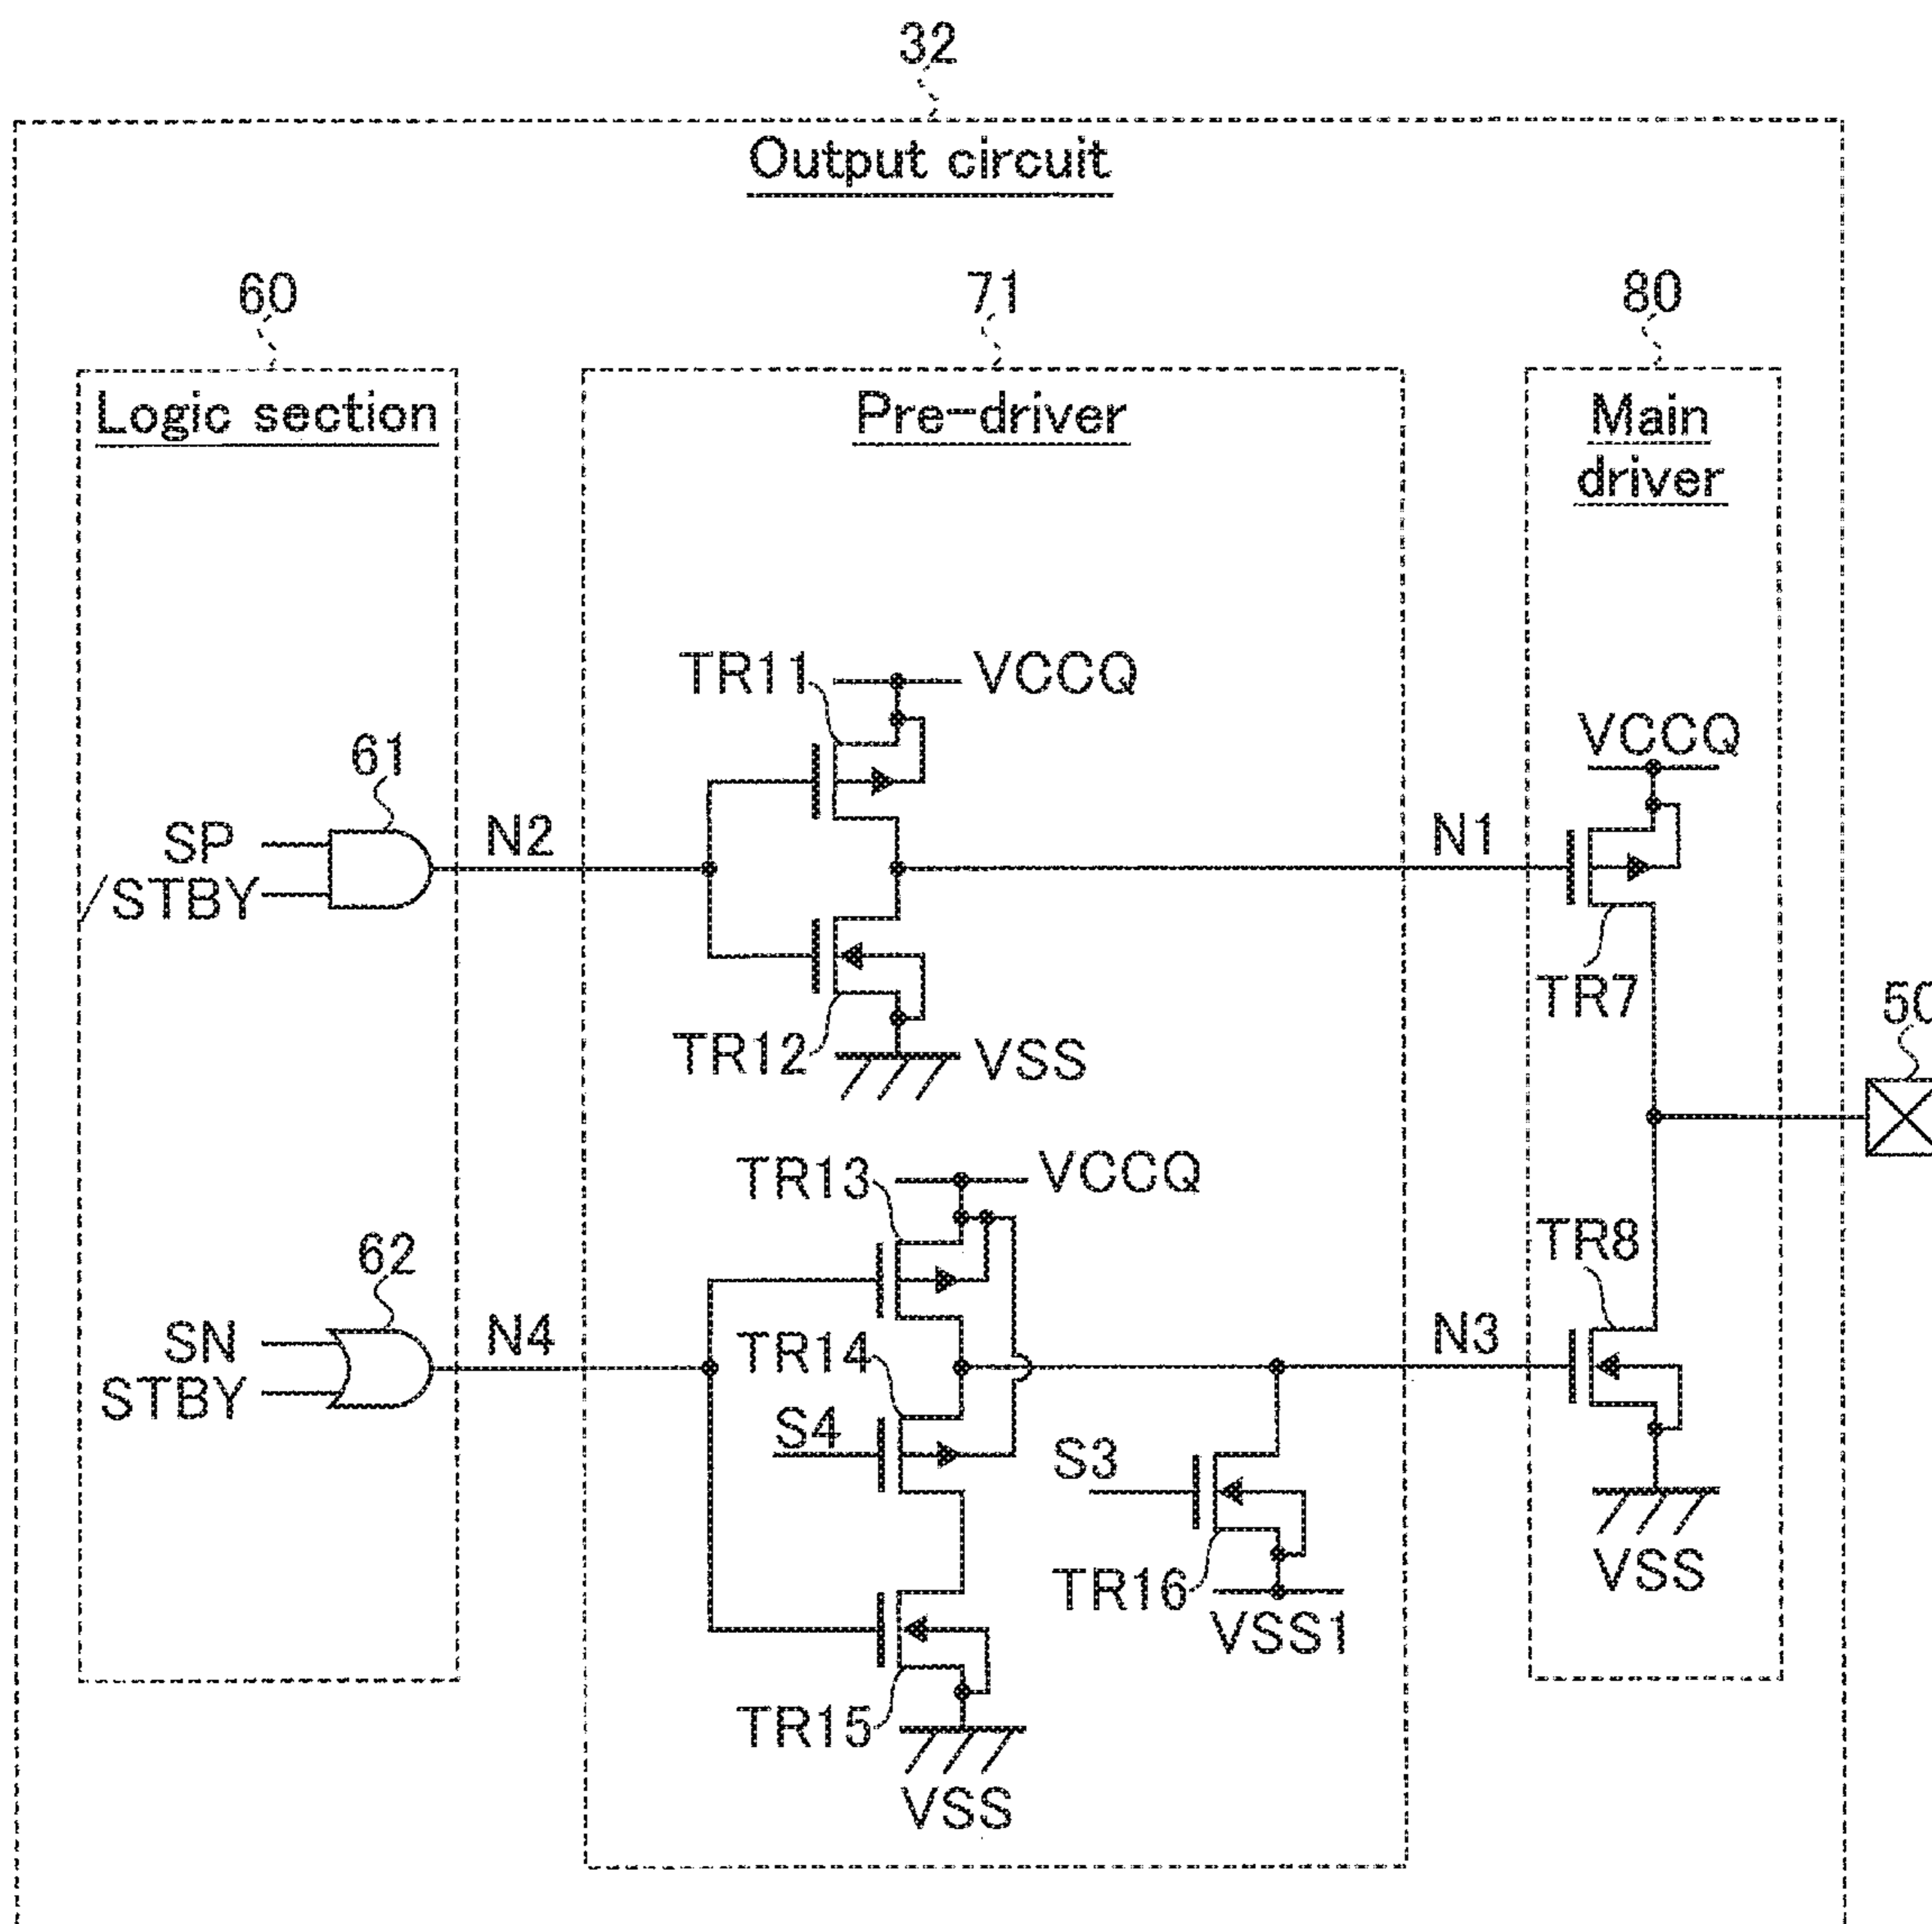 32
Output circuit
60
71
80
Logic section
Pre-driver
Main
driver
TR11
VCCQ
VCCQ
61
SP
/STBY
N2
N1
TR7
TR12
VSS
50
TR13
VCCQ
TR8
62
SN
STBY
N4
TR14
N3
S4
S3
TR16
VSS1
VSS
TR15
VSS